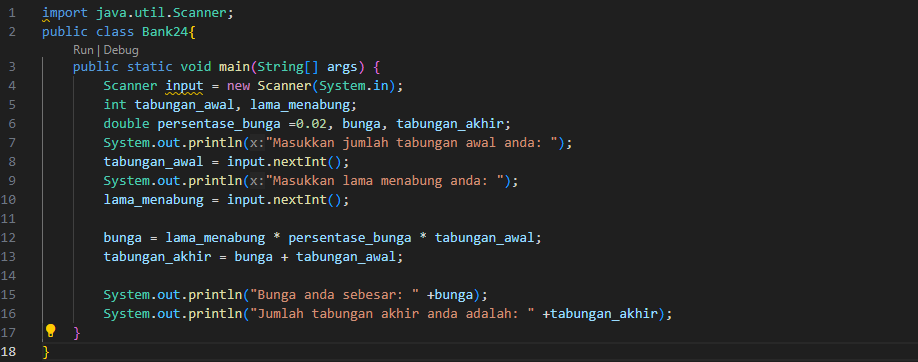 1 import java.util.Scanner;
2 public class Bank24{
Run | Debug
3 public static void main(String[] args) {
4 Scanner input = new Scanner(System.in);
5 int tabungan_awal, lama_menabung;
6 double persentase_bunga =0.02, bunga, tabungan_akhir;
7 System.out.println(x:"Masukkan jumlah tabungan awal anda: ");
8 tabungan_awal = input.nextInt();
9 System.out.println(x:"Masukkan lama menabung anda: ");
10 lama_menabung = input.nextInt();
11
12 bunga = lama_menabung * persentase_bunga * tabungan_awal;
13 tabungan_akhir = bunga + tabungan_awal;
14
15 System.out.println("Bunga anda sebesar: " +bunga);
16 System.out.println("Jumlah tabungan akhir anda adalah: " +tabungan_akhir);
17 }
18 }